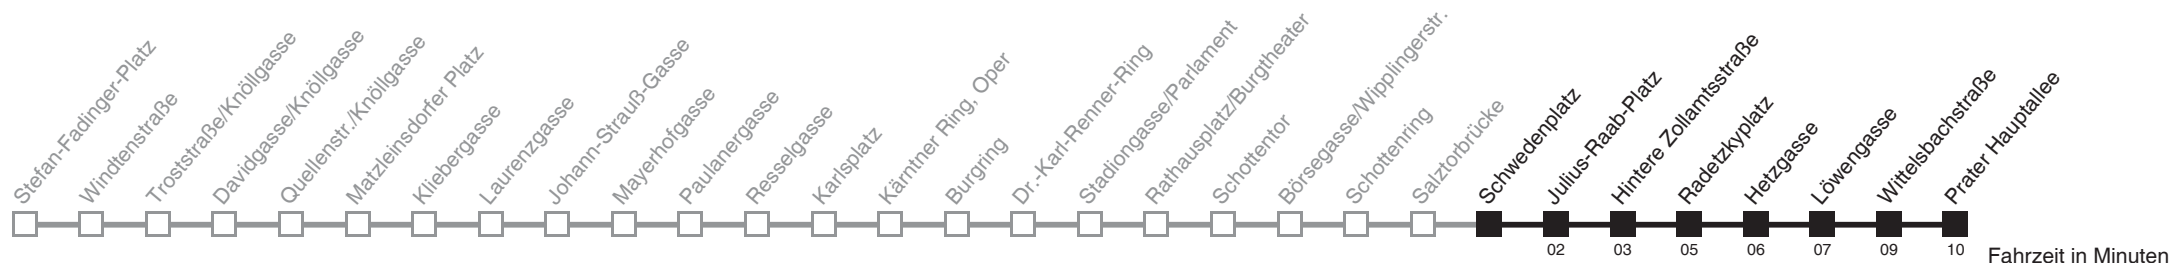 Stefan-Fadinger-Platz
Windtenstraße
Troststraße/Knöllgasse
Davidgasse/Knöllgasse
Quellenstr./Knöllgasse
Matzleinsdorfer Platz
Kliebergasse
Laurenzgasse
Johann-Strauß-Gasse
Mayerhofgasse
Paulanergasse
Resselgasse
Karlsplatz
Kärntner Ring, Oper
Burgring
Dr.-Karl-Renner-Ring
Stadiongasse/Parlament
Rathausplatz/Burgtheater
Schottentor
Börsegasse/Wipplingerstr.
Schottenring
Salztorbrücke
Schwedenplatz
Julius-Raab-Platz
Hintere Zollamtsstraße
Radetzkyplatz
Hetzgasse
Löwengasse
Wittelsbachstraße
Prater Hauptallee
02 03 05 06 07 09 10
Fahrzeit in Minuten